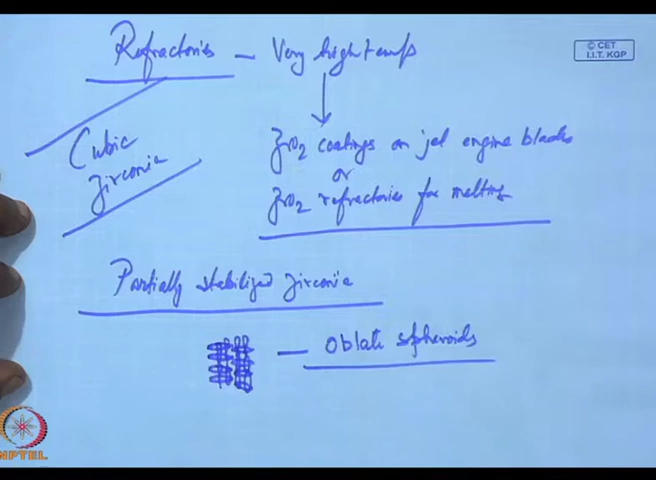 Refractories - Very high temps
© CET
I.I.T. KGP
Cubic
zirconia
ZrO2 coatings on jet engine blades
or
ZrO2 refractories for melting
Partially stabilized zirconia
- Oblate spheroids
NPTEL